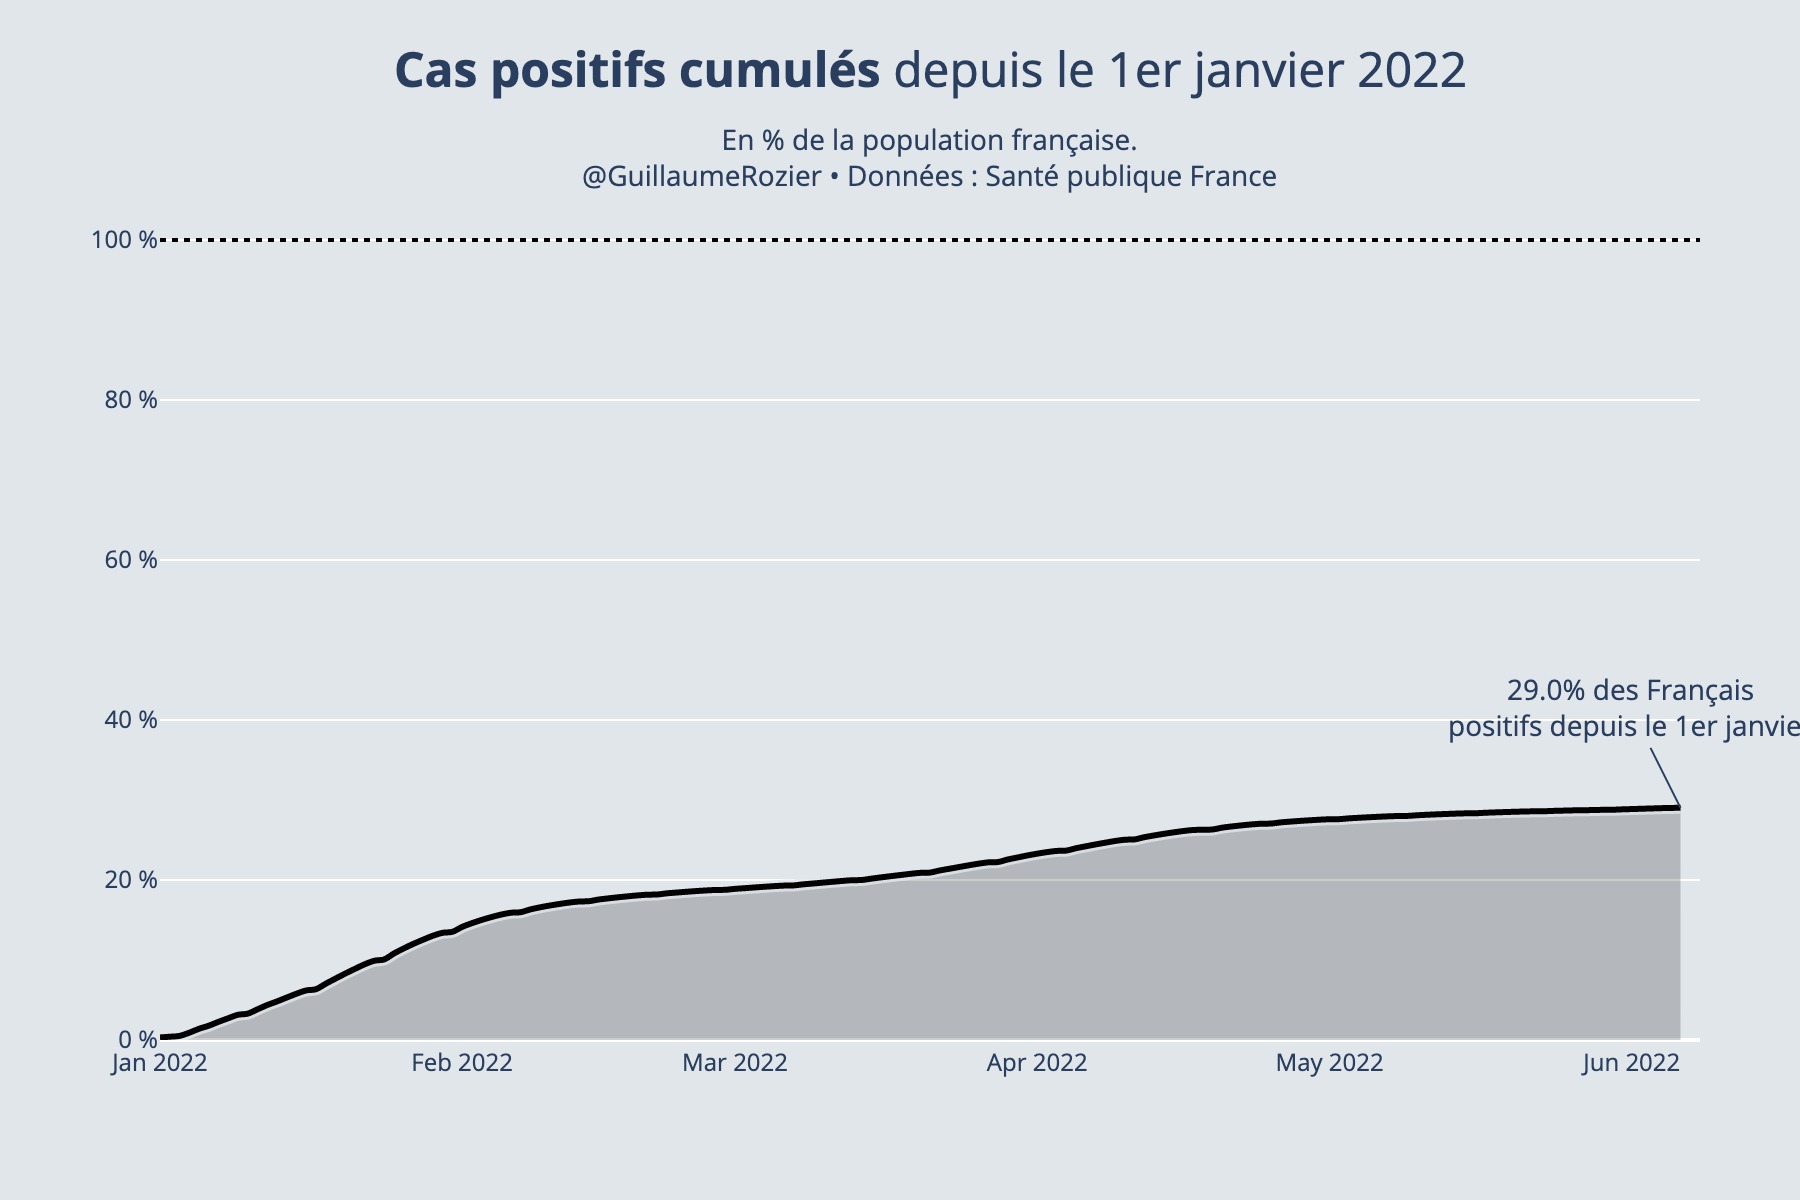 Cas positifs cumulés depuis le 1er janvier 2022
En % de la population française.
@GuillaumeRozier • Données : Santé publique France
100 %
80 %
60 %
40 %
20 %
0 %
29.0% des Français
positifs depuis le 1er janvie
Jan 2022
Feb 2022
Mar 2022
Apr 2022
May 2022
Jun 2022